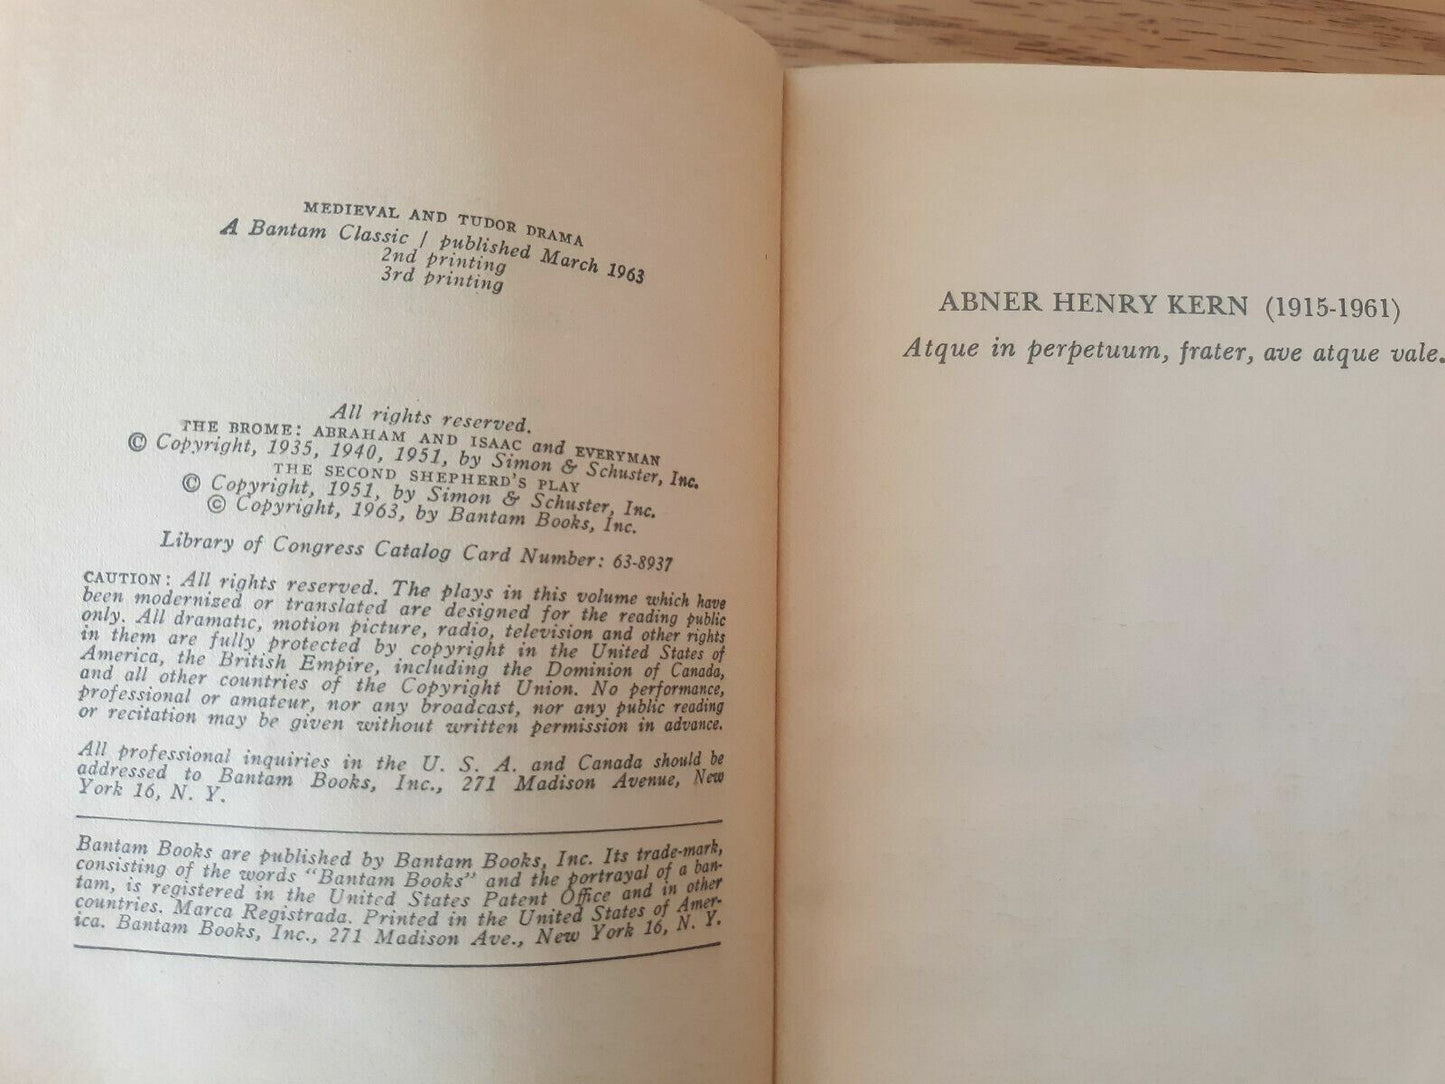 MEDIEVAL AND TUDOR DRAMA
A Bantam Classic / published March 1963
2nd printing
3rd printing
All rights reserved.
THE BROME: ABRAHAM AND ISAAC and EVERYMAN
© Copyright, 1935, 1940, 1951, by Simon & Schuster, Inc.
THE SECOND SHEPHERD'S PLAY
© Copyright, 1951, by Simon & Schuster, Inc.
© Copyright, 1963, by Bantam Books, Inc.
Library of Congress Catalog Card Number: 63-8937
CAUTION: All rights reserved. The plays in this volume which have
been modernized or translated are designed for the reading public
only. All dramatic, motion picture, radio, television and other rights
in them are fully protected by copyright in the United States of
America, the British Empire, including the Dominion of Canada,
and all other countries of the Copyright Union. No performance,
professional or amateur, nor any broadcast, nor any public reading
or recitation may be given without written permission in advance.
All professional inquiries in the U. S. A. and Canada should be
addressed to Bantam Books, Inc., 271 Madison Avenue, New
York 16, N. Y.
Bantam Books are published by Bantam Books, Inc. Its trade-mark,
consisting of the words "Bantam Books" and the portrayal of a ban-
tam, is registered in the United States Patent Office and in other
countries. Marca Registrada. Printed in the United States of Amer-
ica. Bantam Books, Inc., 271 Madison Ave., New York 16, N. Y.
ABNER HENRY KERN (1915-1961)
Atque in perpetuum, frater, ave atque vale.